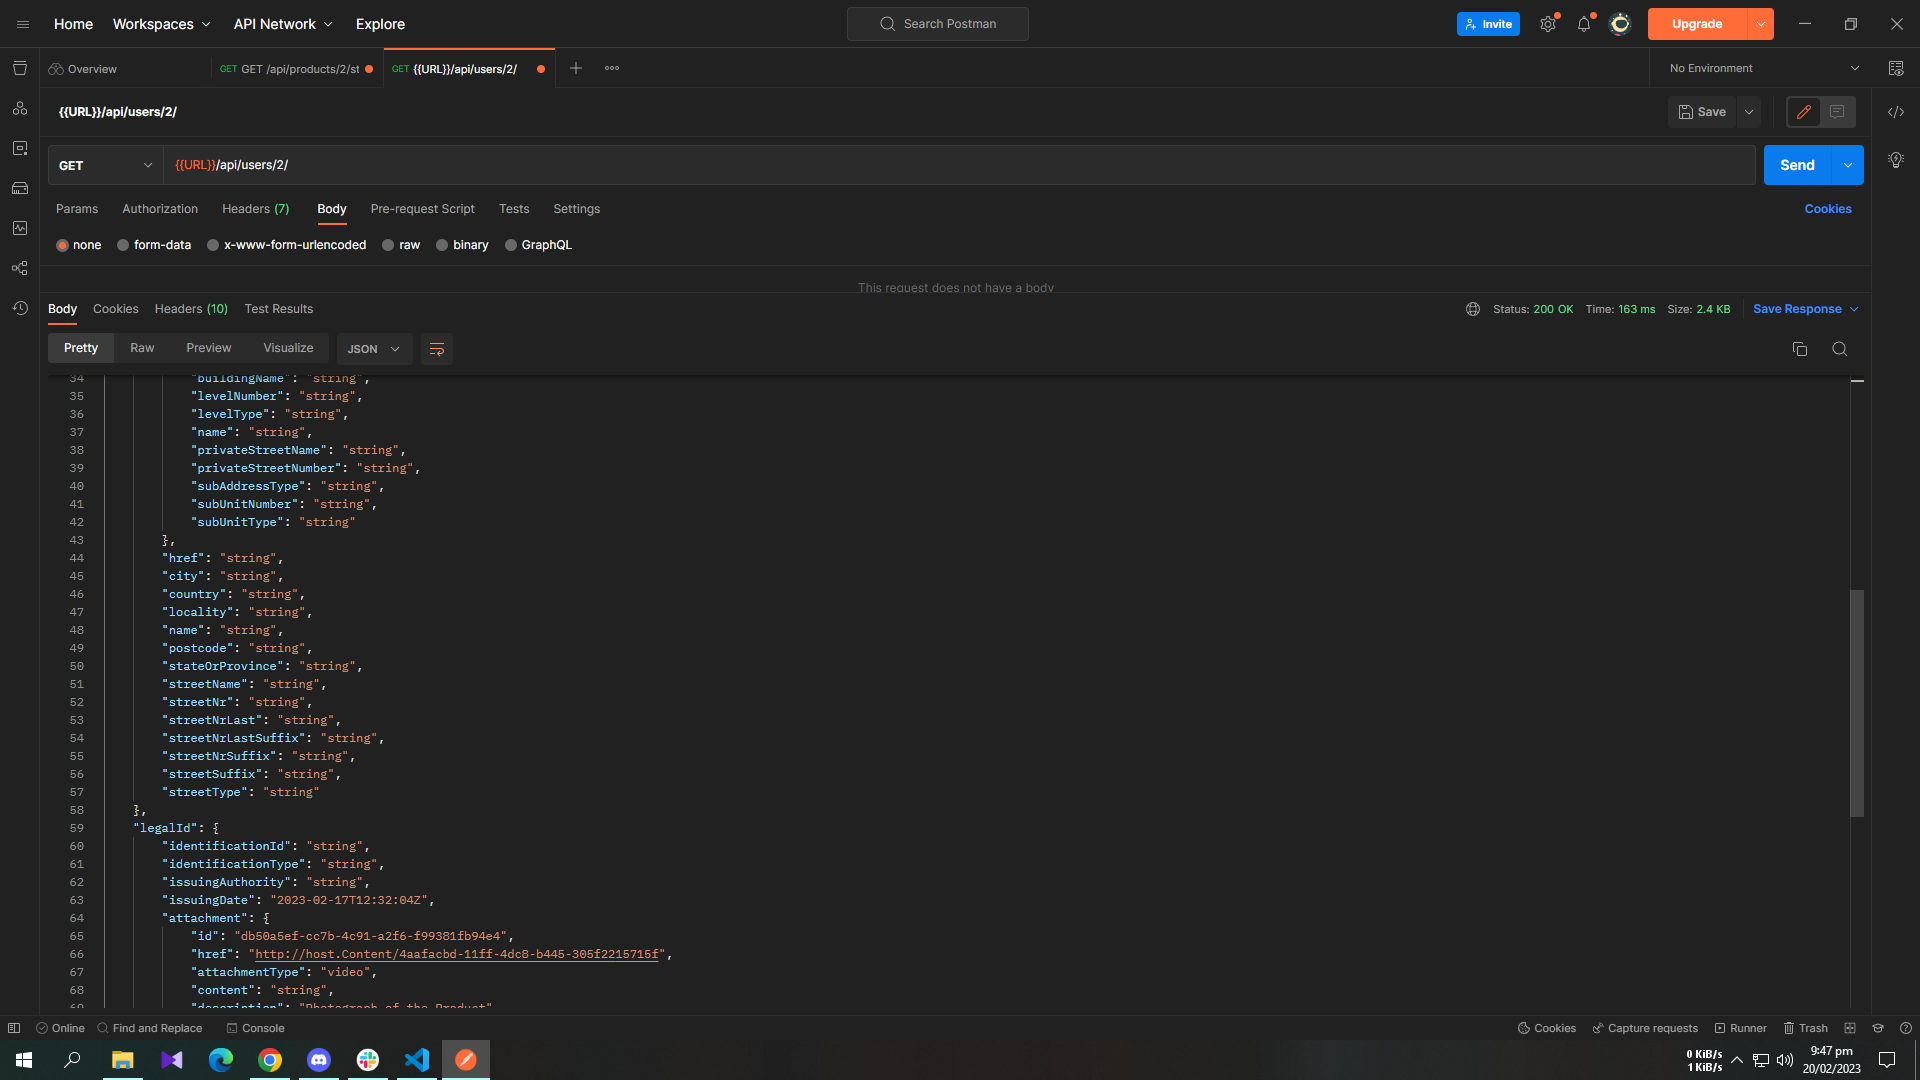 Home Workspaces API Network Explore Search Postman Invite Upgrade
Overview GET GET /api/products/2/st GET {{URL}}/api/users/2/ No Environment
{{URL}}/api/users/2/ Save
GET {{URL}}/api/users/2/ Send
Params Authorization Headers (7) Body Pre-request Script Tests Settings Cookies
none form-data x-www-form-urlencoded raw binary GraphQL
This request does not have a body
Body Cookies Headers (10) Test Results Status: 200 OK Time: 163 ms Size: 2.4 KB Save Response
Pretty Raw Preview Visualize JSON
34 "buildingName": "string",
35 "levelNumber": "string",
36 "levelType": "string",
37 "name": "string",
38 "privateStreetName": "string",
39 "privateStreetNumber": "string",
40 "subAddressType": "string",
41 "subUnitNumber": "string",
42 "subUnitType": "string"
43 },
44 "href": "string",
45 "city": "string",
46 "country": "string",
47 "locality": "string",
48 "name": "string",
49 "postcode": "string",
50 "stateOrProvince": "string",
51 "streetName": "string",
52 "streetNr": "string",
53 "streetNrLast": "string",
54 "streetNrLastSuffix": "string",
55 "streetNrSuffix": "string",
56 "streetSuffix": "string",
57 "streetType": "string"
58 },
59 "legalId": {
60 "identificationId": "string",
61 "identificationType": "string",
62 "issuingAuthority": "string",
63 "issuingDate": "2023-02-17T12:32:04Z",
64 "attachment": {
65 "id": "db50a5ef-cc7b-4c91-a2f6-f99381fb94e4",
66 "href": "http://host.Content/4aafacbd-11ff-4dc8-b445-305f2215715f",
67 "attachmentType": "video",
68 "content": "string",
69 "description": "Photograph of the Product"
Online Find and Replace Console Cookies Capture requests Runner Trash
0 KiB/s
1 KiB/s
9:47 pm
20/02/2023